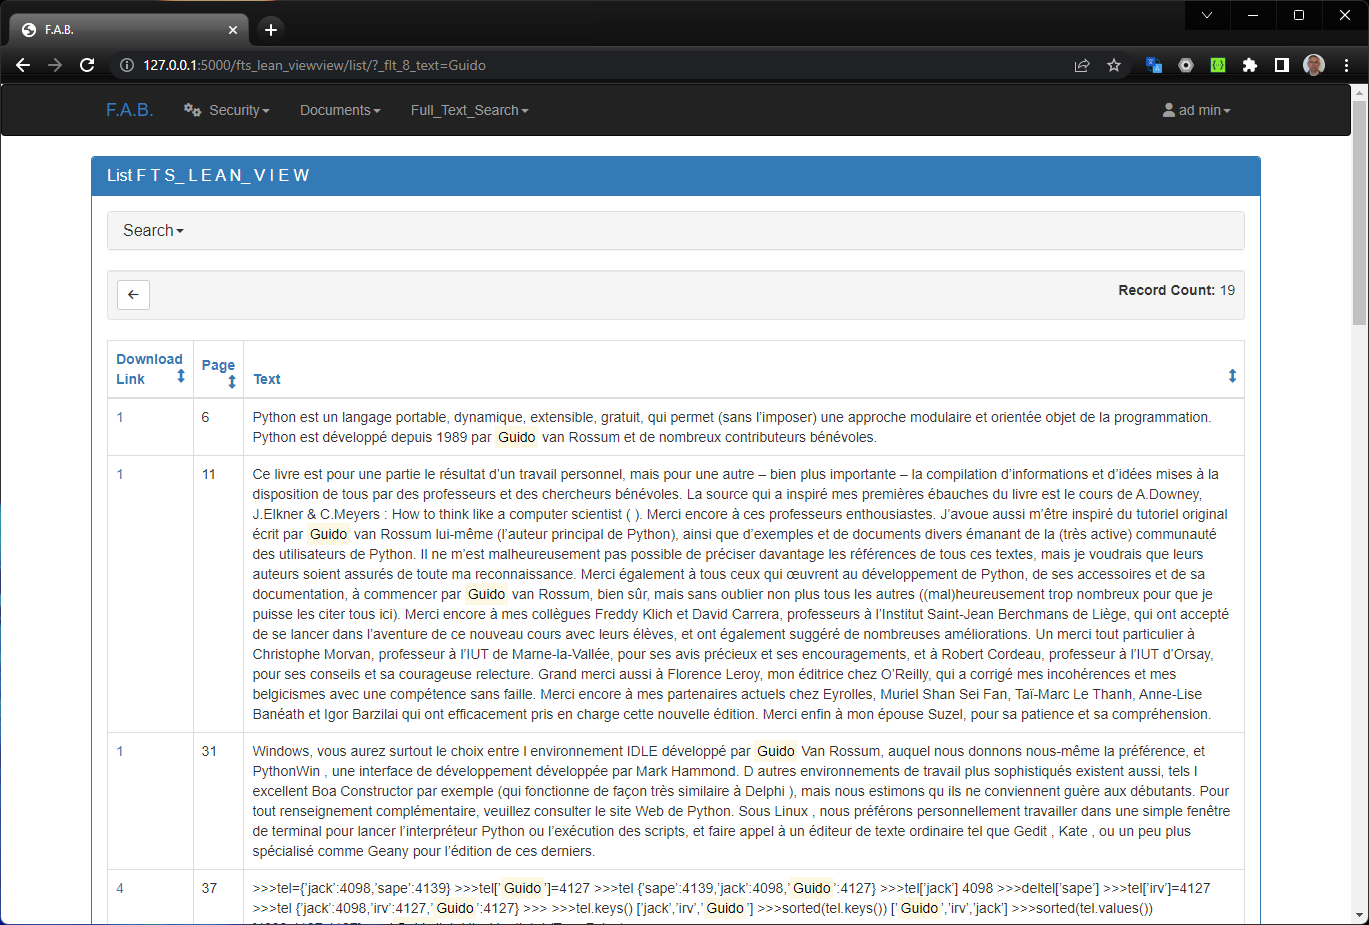 F.A.B.
127.0.0.1:5000/fts_lean_viewview/list/?_flt_8_text=Guido
F.A.B. Security Documents Full_Text_Search ad min
List F T S_ L E A N_ V I E W
Search
Record Count: 19
Download Link Page Text
1 6 Python est un langage portable, dynamique, extensible, gratuit, qui permet (sans l’imposer) une approche modulaire et orientée objet de la programmation.
Python est développé depuis 1989 par Guido van Rossum et de nombreux contributeurs bénévoles.
1 11 Ce livre est pour une partie le résultat d’un travail personnel, mais pour une autre – bien plus importante – la compilation d’informations et d’idées mises à la
disposition de tous par des professeurs et des chercheurs bénévoles. La source qui a inspiré mes premières ébauches du livre est le cours de A.Downey,
J.Elkner & C.Meyers : How to think like a computer scientist ( ). Merci encore à ces professeurs enthousiastes. J’avoue aussi m’être inspiré du tutoriel original
écrit par Guido van Rossum lui-même (l’auteur principal de Python), ainsi que d’exemples et de documents divers émanant de la (très active) communauté
des utilisateurs de Python. Il ne m’est malheureusement pas possible de préciser davantage les références de tous ces textes, mais je voudrais que leurs
auteurs soient assurés de toute ma reconnaissance. Merci également à tous ceux qui œuvrent au développement de Python, de ses accessoires et de sa
documentation, à commencer par Guido van Rossum, bien sûr, mais sans oublier non plus tous les autres ((mal)heureusement trop nombreux pour que je
puisse les citer tous ici). Merci encore à mes collègues Freddy Klich et David Carrera, professeurs à l’Institut Saint-Jean Berchmans de Liège, qui ont accepté
de se lancer dans l’aventure de ce nouveau cours avec leurs élèves, et ont également suggéré de nombreuses améliorations. Un merci tout particulier à
Christophe Morvan, professeur à l’IUT de Marne-la-Vallée, pour ses avis précieux et ses encouragements, et à Robert Cordeau, professeur à l’IUT d’Orsay,
pour ses conseils et sa courageuse relecture. Grand merci aussi à Florence Leroy, mon éditrice chez O’Reilly, qui a corrigé mes incohérences et mes
belgicismes avec une compétence sans faille. Merci encore à mes partenaires actuels chez Eyrolles, Muriel Shan Sei Fan, Taï-Marc Le Thanh, Anne-Lise
Banéath et Igor Barzilai qui ont efficacement pris en charge cette nouvelle édition. Merci enfin à mon épouse Suzel, pour sa patience et sa compréhension.
1 31 Windows, vous aurez surtout le choix entre l environnement IDLE développé par Guido Van Rossum, auquel nous donnons nous-même la préférence, et
PythonWin , une interface de développement développée par Mark Hammond. D autres environnements de travail plus sophistiqués existent aussi, tels l
excellent Boa Constructor par exemple (qui fonctionne de façon très similaire à Delphi ), mais nous estimons qu ils ne conviennent guère aux débutants. Pour
tout renseignement complémentaire, veuillez consulter le site Web de Python. Sous Linux , nous préférons personnellement travailler dans une simple fenêtre
de terminal pour lancer l’interpréteur Python ou l’exécution des scripts, et faire appel à un éditeur de texte ordinaire tel que Gedit , Kate , ou un peu plus
spécialisé comme Geany pour l’édition de ces derniers.
4 37 >>>tel={’jack’:4098,’sape’:4139} >>>tel[’ Guido ’]=4127 >>>tel {’sape’:4139,’jack’:4098,’ Guido ’:4127} >>>tel[’jack’] 4098 >>>deltel[’sape’] >>>tel[’irv’]=4127
>>>tel {’jack’:4098,’irv’:4127,’ Guido ’:4127} >>> >>>tel.keys() [’jack’,’irv’,’ Guido ’] >>>sorted(tel.keys()) [’ Guido ’,’irv’,’jack’] >>>sorted(tel.values())